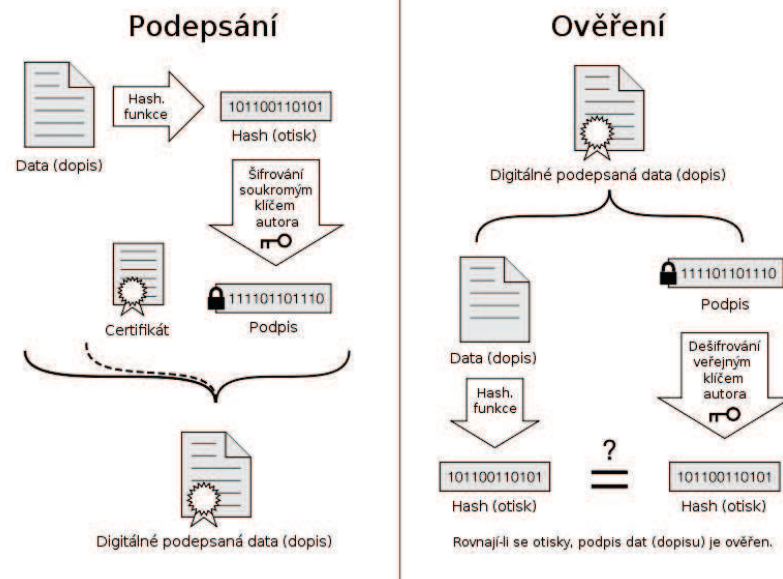 Podepsání
Hash.
funkce
101100110101
Hash (otisk)
Data (dopis)
Šifrování
soukromým
klíčem
autora
Certifikát
111101101110
Podpis
Digitálné podepsaná data (dopis)
Ověření
Digitálné podepsaná data (dopis)
Data (dopis)
111101101110
Podpis
Hash.
funkce
Dešifrování
veřejným
klíčem
autora
101100110101
Hash (otisk)
?
=
101100110101
Hash (otisk)
Rovnají-li se otisky, podpis dat (dopisu) je ověřen.